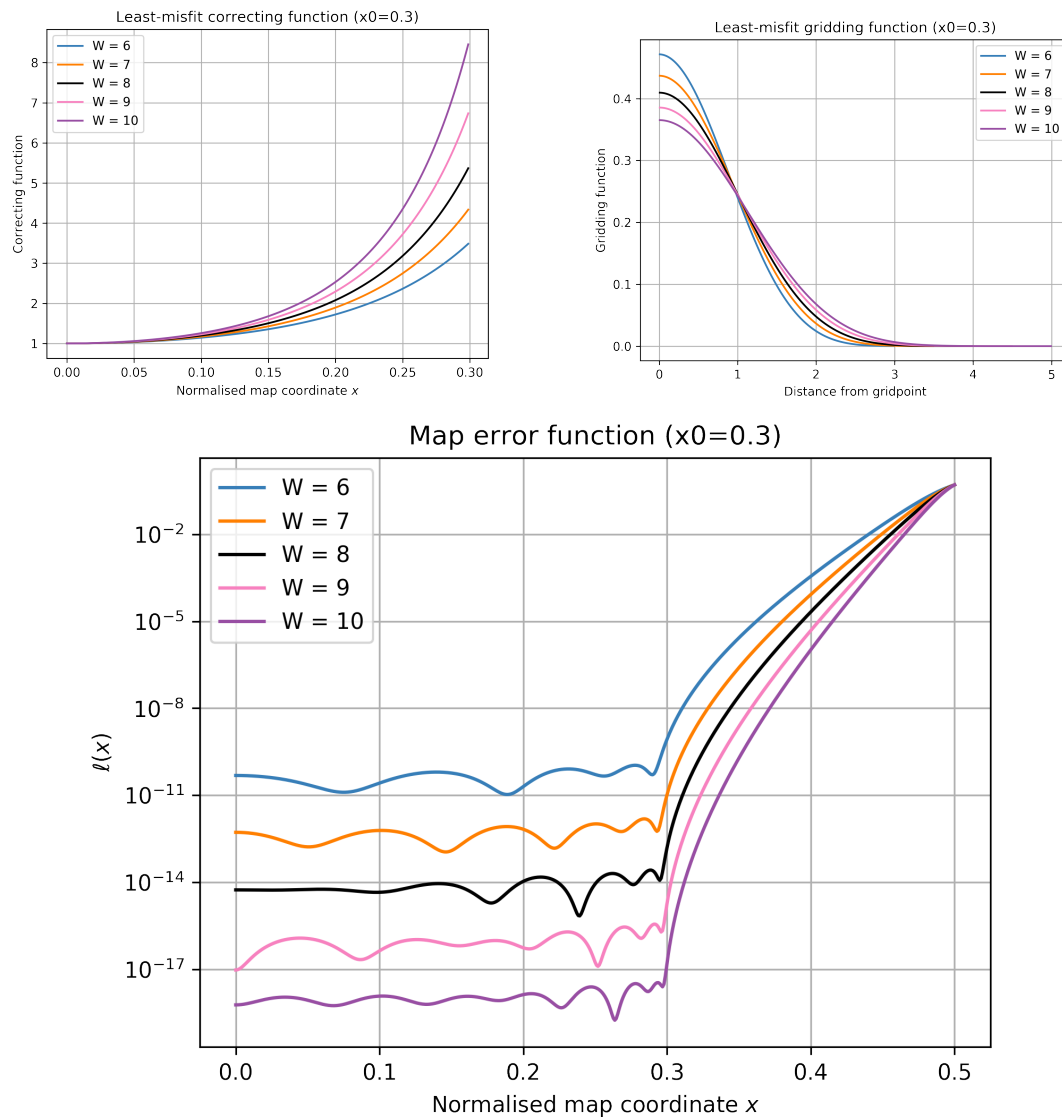 Least-misfit correcting function (x0=0.3)
W = 6
W = 7
W = 8
W = 9
W = 10
Correcting function
8
7
6
5
4
3
2
1
0.00 0.05 0.10 0.15 0.20 0.25 0.30
Normalised map coordinate x
Least-misfit gridding function (x0=0.3)
W = 6
W = 7
W = 8
W = 9
W = 10
Gridding function
0.4
0.3
0.2
0.1
0.0
0 1 2 3 4 5
Distance from gridpoint
Map error function (x0=0.3)
W = 6
W = 7
W = 8
W = 9
W = 10
ℓ(x)
10⁻²
10⁻⁵
10⁻⁸
10⁻¹¹
10⁻¹⁴
10⁻¹⁷
0.0 0.1 0.2 0.3 0.4 0.5
Normalised map coordinate x